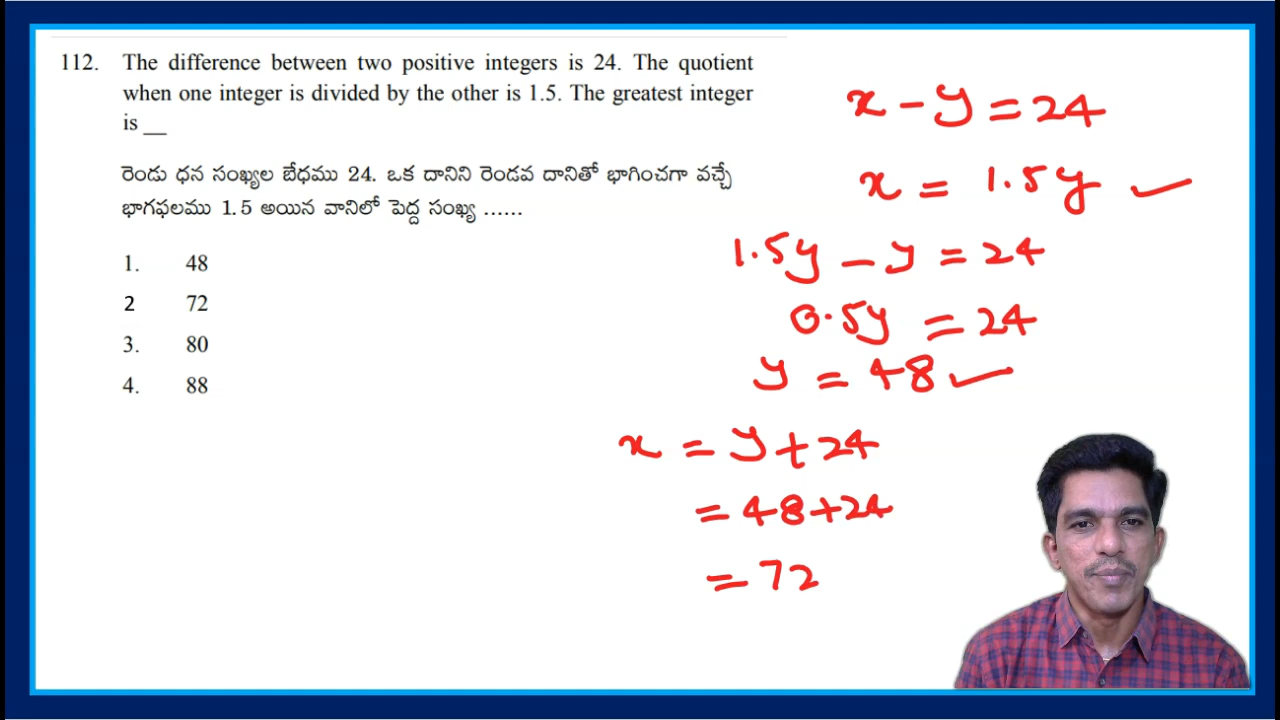 112. The difference between two positive integers is 24. The quotient
when one integer is divided by the other is 1.5. The greatest integer
is __
రెండు ధన సంఖ్యల బేధము 24. ఒక దానిని రెండవ దానితో భాగించగా వచ్చే
భాగఫలము 1.5 అయిన వానిలో పెద్ద సంఖ్య ......
1. 48
2 72
3. 80
4. 88
x - y = 24
x = 1.5y ✓
1.5y - y = 24
0.5y = 24
y = 48 ✓
x = y + 24
= 48 + 24
= 72